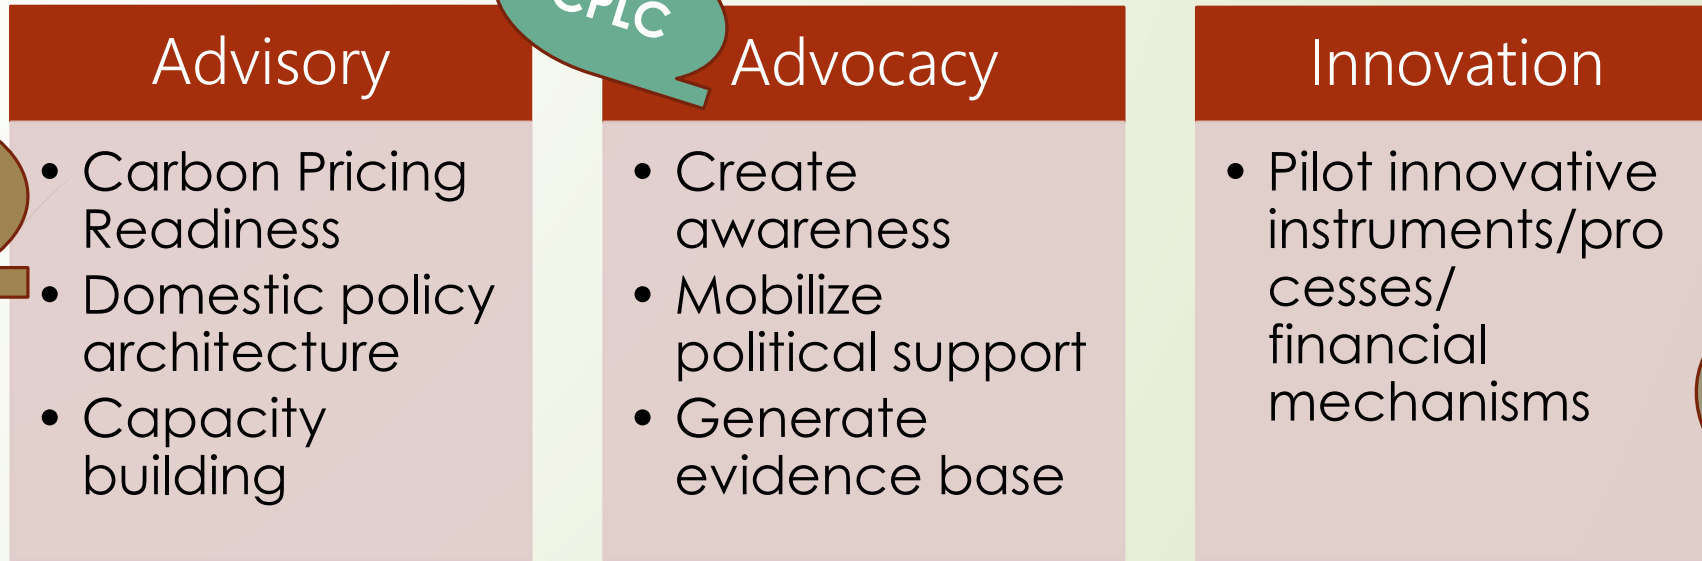 CPLC
Advisory
• Carbon Pricing
Readiness
• Domestic policy
architecture
• Capacity
building
Advocacy
• Create
awareness
• Mobilize
political support
• Generate
evidence base
Innovation
• Pilot innovative
instruments/pro
cesses/
financial
mechanisms